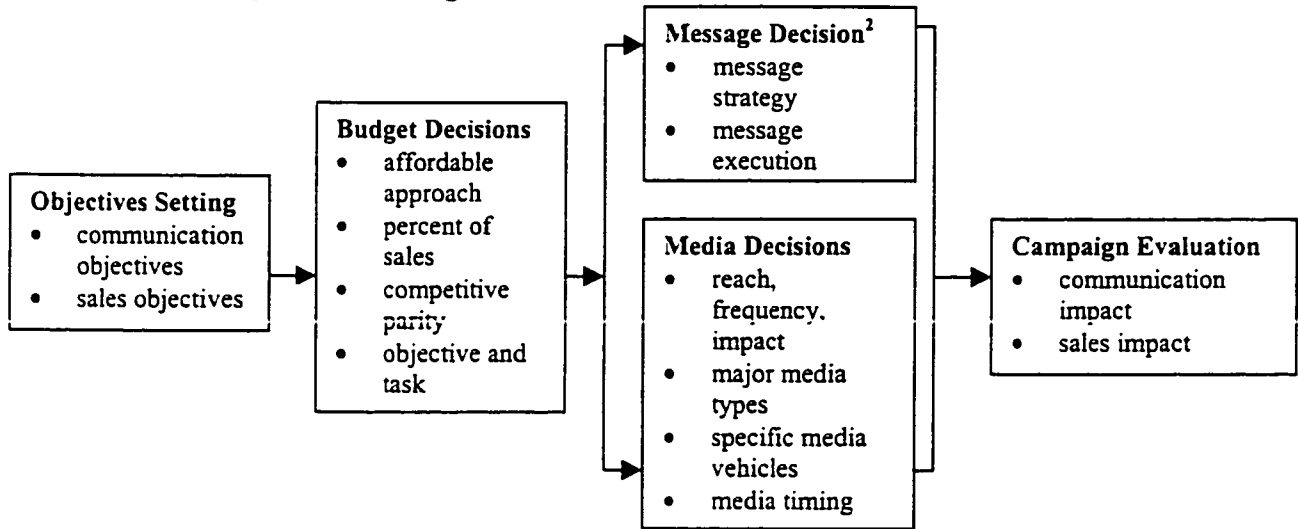 Objectives Setting
• communication
objectives
• sales objectives
Budget Decisions
• affordable
approach
• percent of
sales
• competitive
parity
• objective and
task
Message Decision²
• message
strategy
• message
execution
Media Decisions
• reach,
frequency,
impact
• major media
types
• specific media
vehicles
• media timing
Campaign Evaluation
• communication
impact
• sales impact